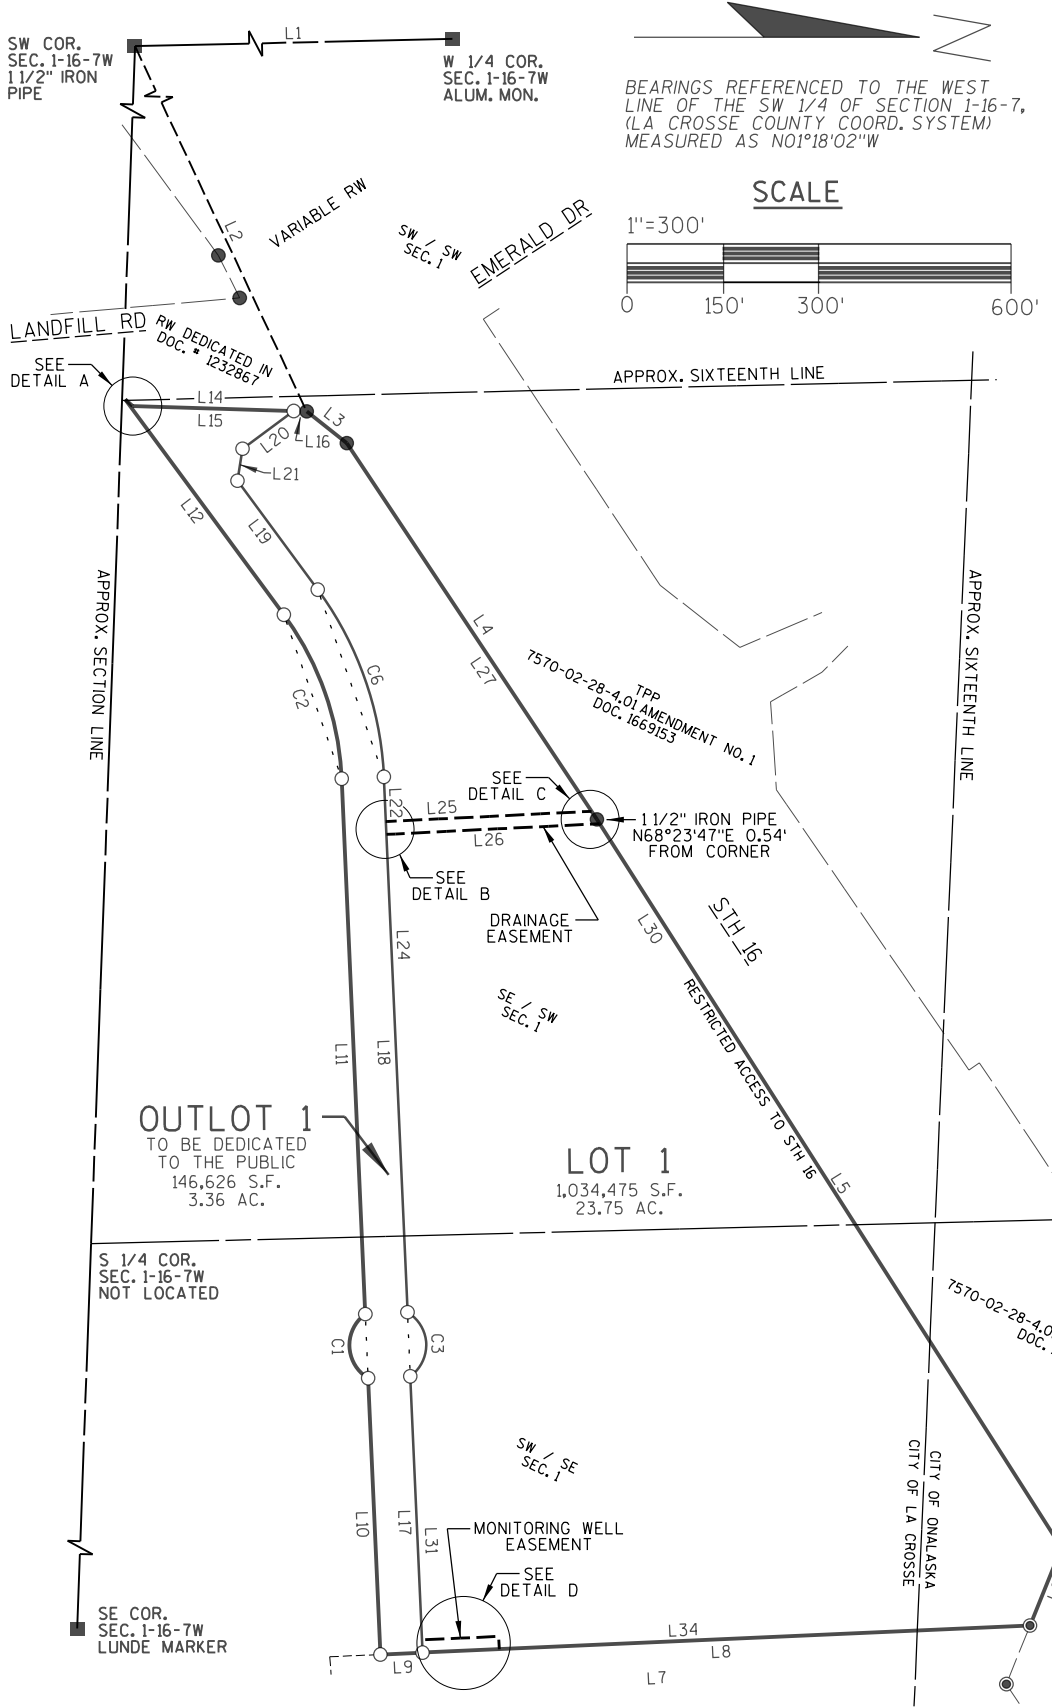 L1
SW COR.
SEC. 1-16-7W
1 1/2" IRON
PIPE
W 1/4 COR.
SEC. 1-16-7W
ALUM. MON.
N
BEARINGS REFERENCED TO THE WEST
LINE OF THE SW 1/4 OF SECTION 1-16-7,
(LA CROSSE COUNTY COORD. SYSTEM)
MEASURED AS N01°18'02"W
SCALE
1"=300'
0 150' 300' 600'
L2
VARIABLE RW
SW / SW
SEC. 1
EMERALD DR
LANDFILL RD
RW DEDICATED IN
DOC. # 1232867
SEE
DETAIL A
APPROX. SIXTEENTH LINE
L14
L15
L3
L16
L20
L21
L12
L19
APPROX. SECTION LINE
APPROX. SIXTEENTH LINE
L4
L27
C6
C2
TPP
7570-02-28-4.01 AMENDMENT NO. 1
DOC. 1669153
SEE
DETAIL C
L22
L25
L26
1 1/2" IRON PIPE
N68°23'47"E 0.54'
FROM CORNER
SEE
DETAIL B
DRAINAGE
EASEMENT
L30
STH 16
L24
SE / SW
SEC. 1
RESTRICTED ACCESS TO STH 16
L11
L18
OUTLOT 1
TO BE DEDICATED
TO THE PUBLIC
146,626 S.F.
3.36 AC.
LOT 1
1,034,475 S.F.
23.75 AC.
L5
S 1/4 COR.
SEC. 1-16-7W
NOT LOCATED
7570-02-28-4.0
DOC.
C1
C3
SW / SE
SEC. 1
CITY OF ONALASKA
CITY OF LA CROSSE
L10
L17
L31
MONITORING WELL
EASEMENT
SEE
DETAIL D
SE COR.
SEC. 1-16-7W
LUNDE MARKER
L34
L8
L9
L7